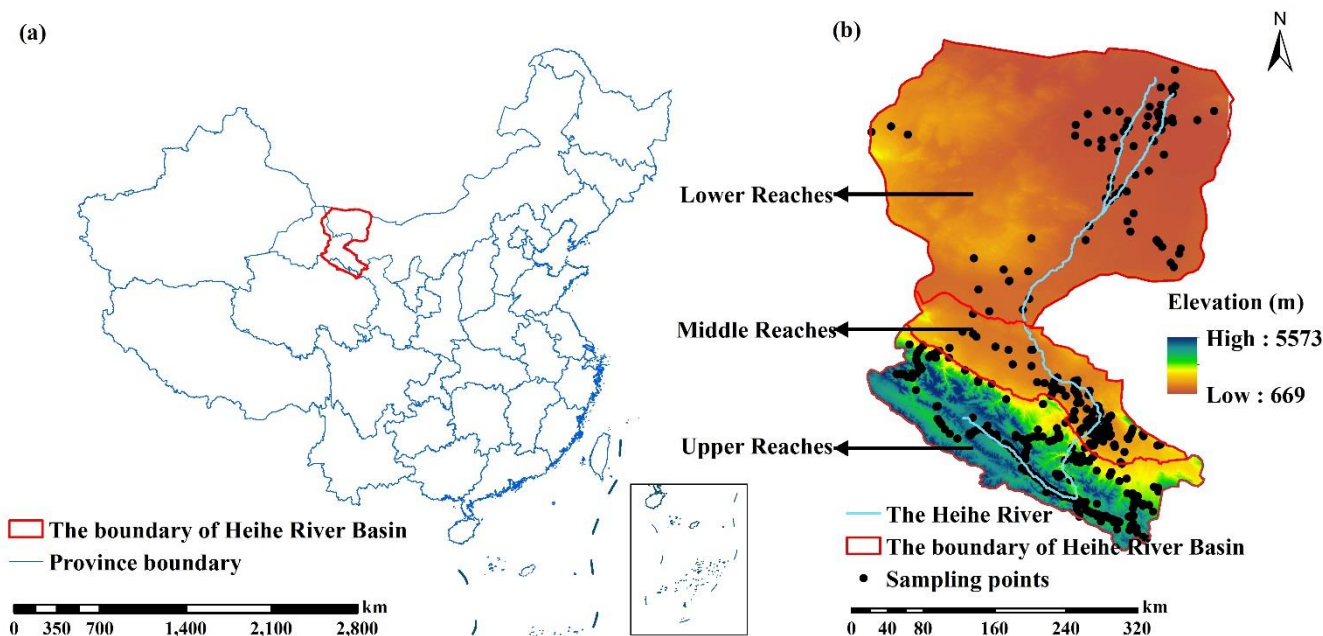 (a)
The boundary of Heihe River Basin
Province boundary
km
0 350 700 1,400 2,100 2,800
(b)
N
Lower Reaches
Middle Reaches
Upper Reaches
Elevation (m)
High : 5573
Low : 669
The Heihe River
The boundary of Heihe River Basin
Sampling points
km
0 40 80 160 240 320